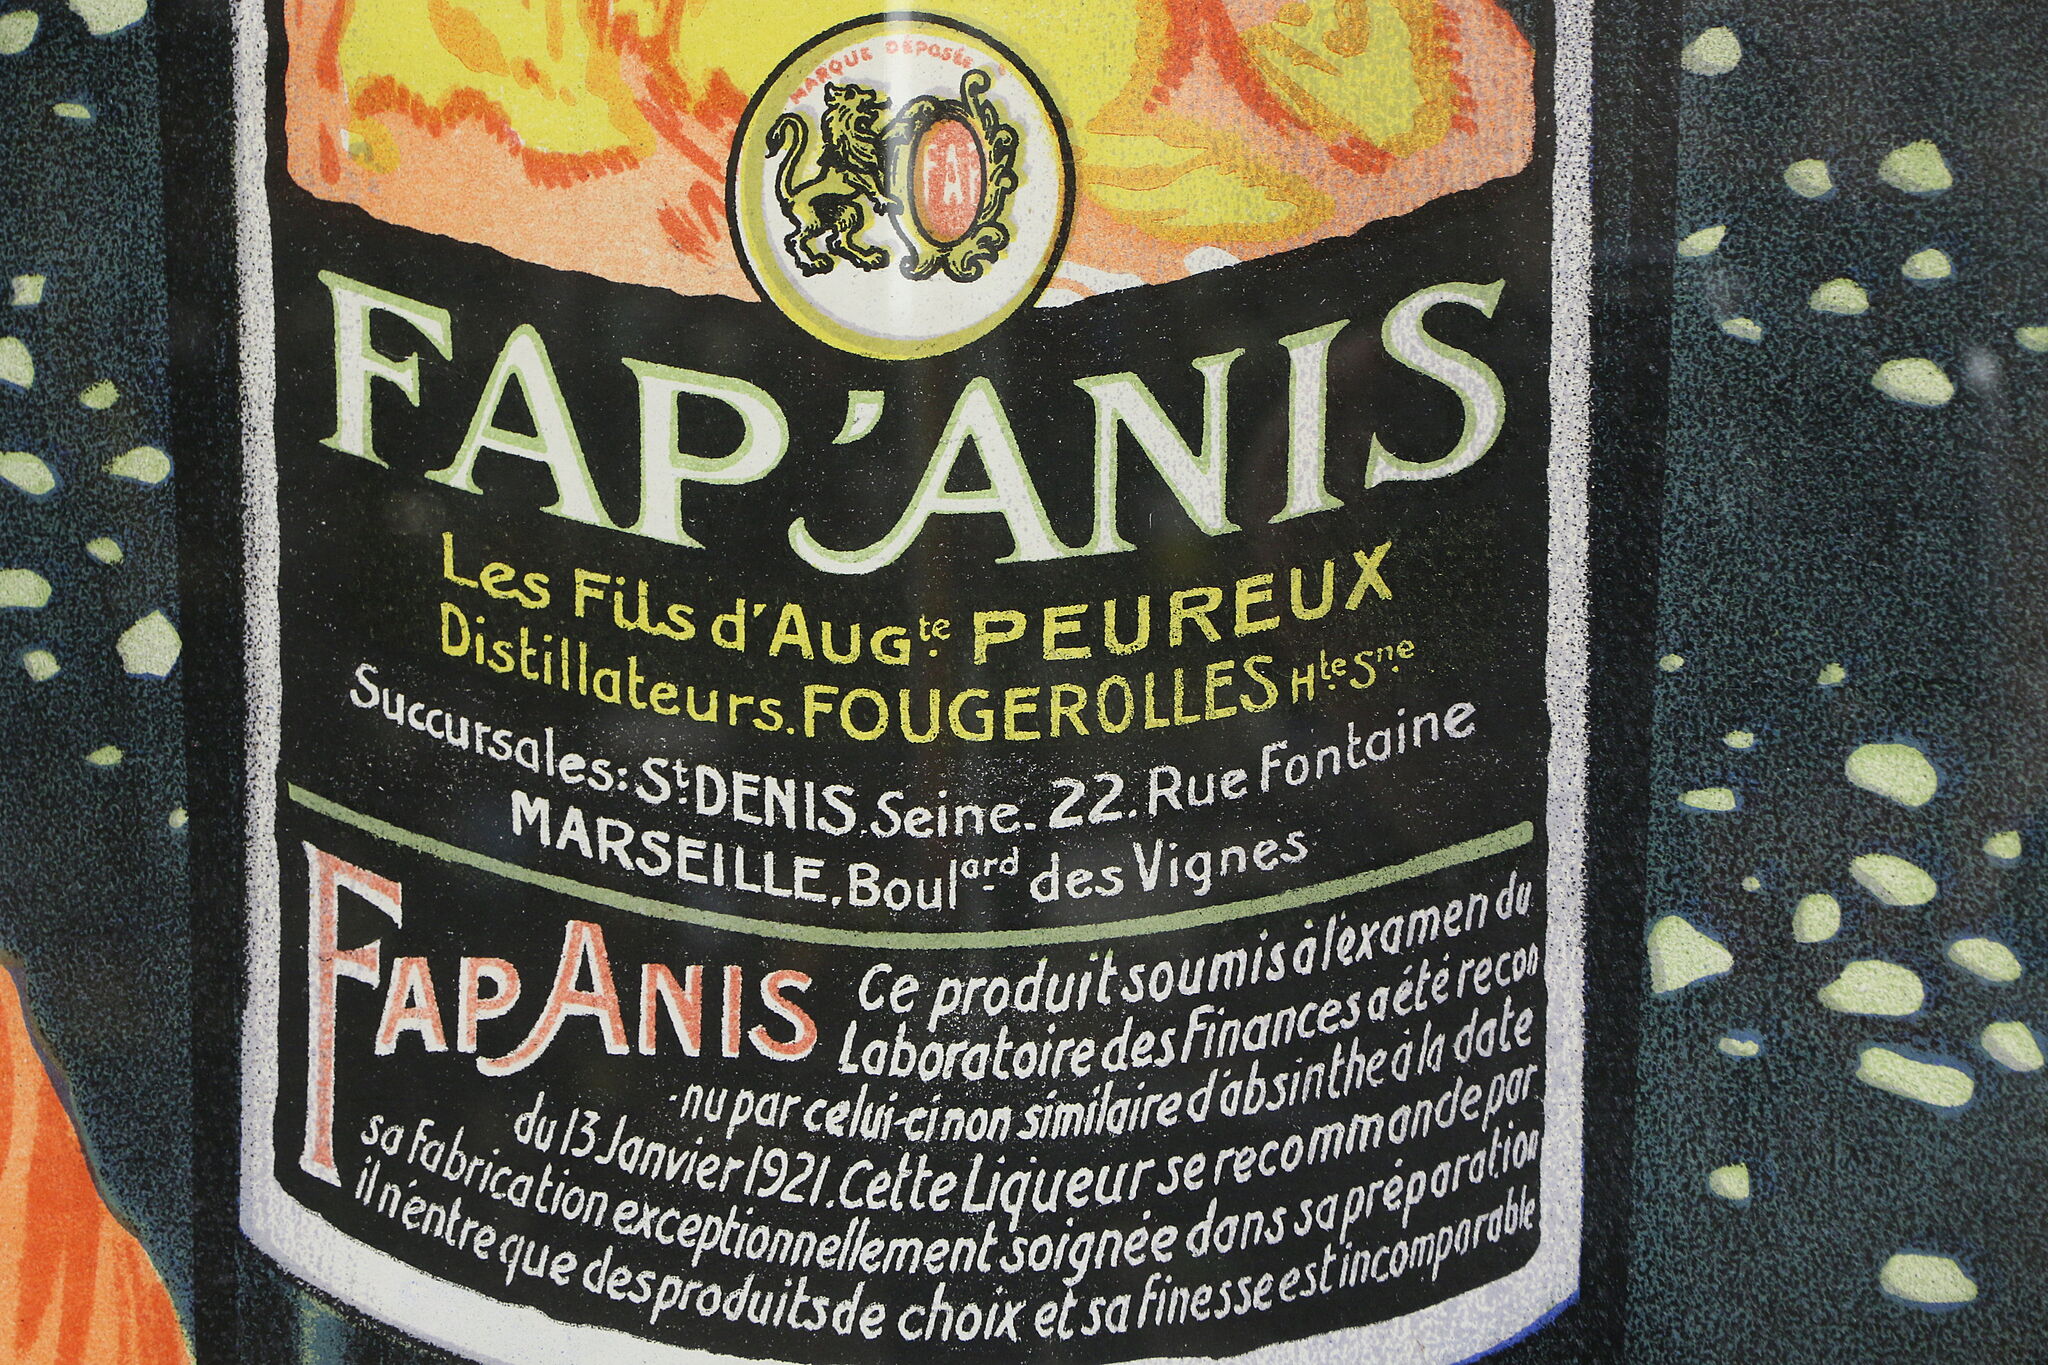 MARQUE DÉPOSÉE
FAP
FAP'ANIS
Les Fils d'Augte PEUREUX
Distillateurs. FOUGEROLLES Hte Sne
Succursales: St DENIS. Seine. 22. Rue Fontaine
MARSEILLE. Boulard des Vignes
FAP ANIS
Ce produit soumis à l'examen du
Laboratoire des Finances a été recon
-nu par celui-ci non similaire d'absinthe à la date
du 13 Janvier 1921. Cette Liqueur se recommande par
sa fabrication exceptionnellement soignée dans sa préparation
il n'entre que des produits de choix et sa finesse est incomparable